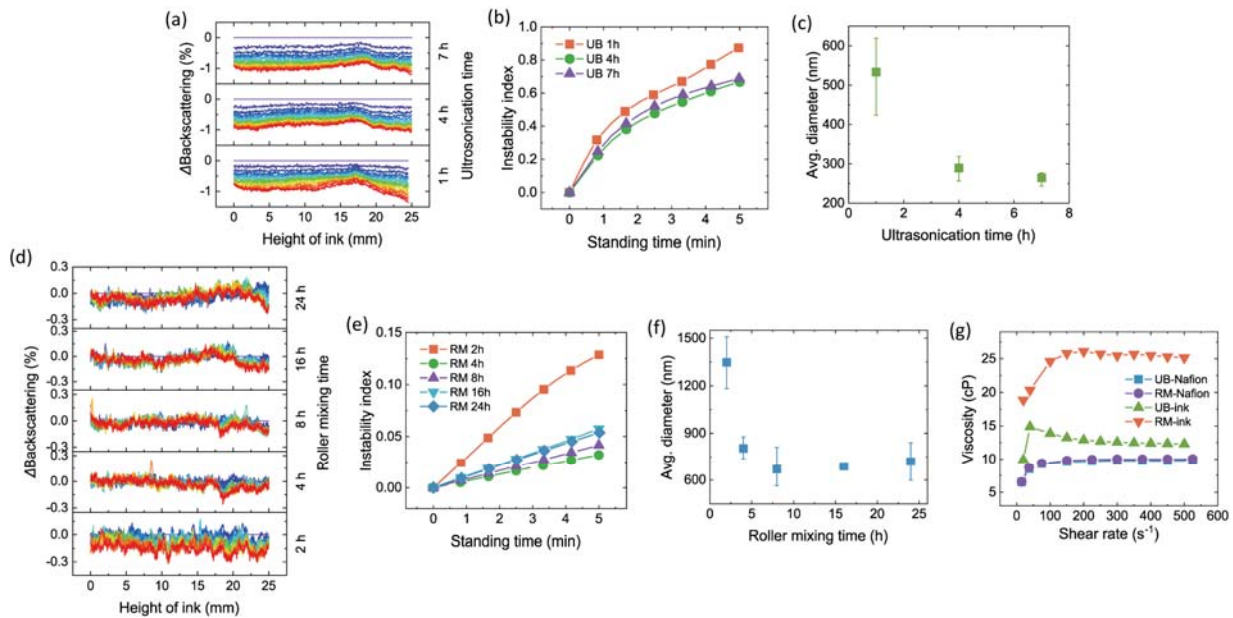 (a)
0
-1
0
-1
0
-1
ΔBackscattering (%)
7 h
4 h
1 h
Ultrosonication time
0 5 10 15 20 25
Height of ink (mm)
(b)
1.0
0.8
0.6
0.4
0.2
0.0
Instability index
UB 1h
UB 4h
UB 7h
0 1 2 3 4 5
Standing time (min)
(c)
600
500
400
300
200
Avg. diameter (nm)
0 2 4 6 8
Ultrasonication time (h)
(d)
0.3
0.0
-0.3
0.3
0.0
-0.3
0.3
0.0
-0.3
0.3
0.0
-0.3
0.0
-0.3
ΔBackscattering (%)
24 h
16 h
8 h
4 h
2 h
Roller mixing time
0 5 10 15 20 25
Height of ink (mm)
(e)
0.15
0.10
0.05
0.00
Instability index
RM 2h
RM 4h
RM 8h
RM 16h
RM 24h
0 1 2 3 4 5
Standing time (min)
(f)
1500
1200
900
600
Avg. diameter (nm)
0 5 10 15 20 25
Roller mixing time (h)
(g)
25
20
15
10
5
Viscosity (cP)
UB-Nafion
RM-Nafion
UB-ink
RM-ink
0 100 200 300 400 500 600
Shear rate (s⁻¹)